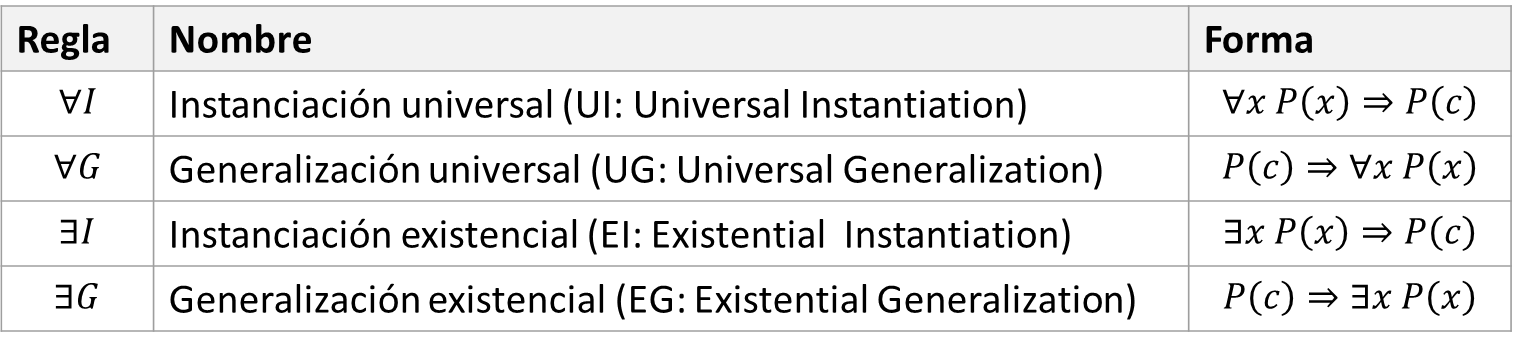 Regla Nombre Forma
∀I Instanciación universal (UI: Universal Instantiation) ∀x P(x) ⇒ P(c)
∀G Generalización universal (UG: Universal Generalization) P(c) ⇒ ∀x P(x)
∃I Instanciación existencial (EI: Existential Instantiation) ∃x P(x) ⇒ P(c)
∃G Generalización existencial (EG: Existential Generalization) P(c) ⇒ ∃x P(x)